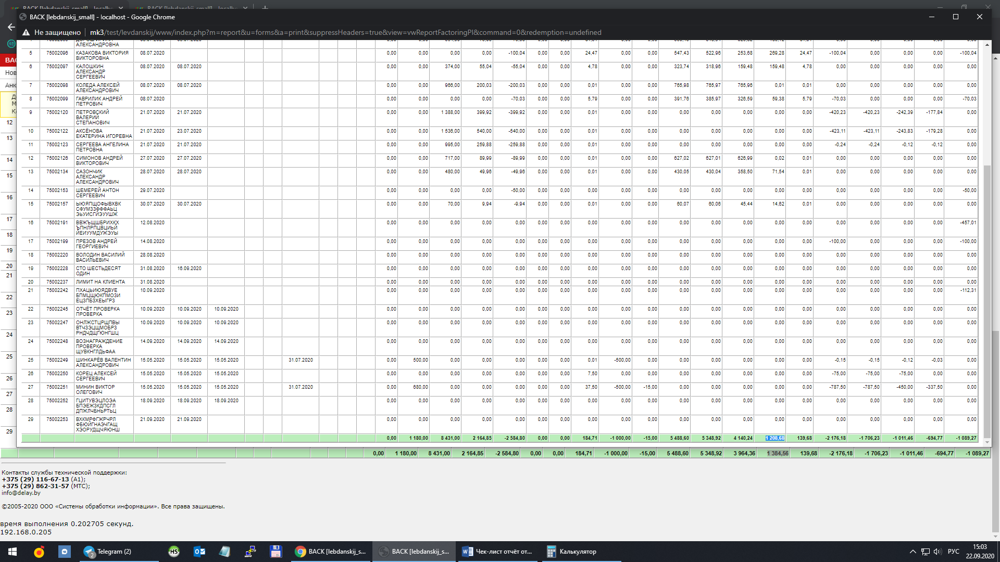 BACK [lebdanskij_small] - localhost - Google Chrome
Не защищено mk3/test/levdanskij/www/index.php?m=report&u=forms&a=print&suppressHeaders=true&view=vwReportFactoringPl&command=0&redemption=undefined
АЛЕКСАНДРОВНА
5 75002096 КАЗАКОВА ВИКТОРИЯ ВИКТОРОВНА 08.07.2020 0,00 0,00 0,00 0,00 -100,04 0,00 0,00 24,47 0,00 0,00 547,43 522,96 253,68 269,28 24,47 -100,04 0,00 0,00 0,00 -100,04
6 75002097 КАЛОШКИН АЛЕКСАНДР СЕРГЕЕВИЧ 08.07.2020 08.07.2020 0,00 0,00 374,00 55,04 -55,04 0,00 0,00 4,78 0,00 0,00 323,74 318,96 159,48 159,48 4,78 0,00 0,00 0,00 0,00 0,00
7 75002098 КОЛЕДА АЛЕКСЕЙ АЛЕКСАНДРОВИЧ 08.07.2020 08.07.2020 0,00 0,00 966,00 200,03 -200,03 0,00 0,00 0,01 0,00 0,00 765,98 765,97 765,96 0,01 0,01 0,00 0,00 0,00 0,00 0,00
8 75002099 ГАВРИЛИК АНДРЕЙ ПЕТРОВИЧ 08.07.2020 0,00 0,00 0,00 0,00 -70,03 0,00 0,00 5,79 0,00 0,00 391,76 385,97 326,59 59,38 5,79 -70,03 0,00 0,00 0,00 -70,03
9 75002120 ПЕТРОВСКИЙ ВАЛЕРИЙ СТЕПАНОВИЧ 21.07.2020 21.07.2020 0,00 0,00 1 388,00 399,92 -399,92 0,00 0,00 0,01 0,00 0,00 0,00 0,00 0,00 0,00 0,00 -420,23 -420,23 -242,39 -177,84 0,00
10 75002122 АКСЁНОВА ЕКАТЕРИНА ИГОРЕВНА 21.07.2020 23.07.2020 0,00 0,00 1 536,00 540,00 -540,00 0,00 0,00 0,01 0,00 0,00 0,00 0,00 0,00 0,00 0,00 -423,11 -423,11 -243,83 -179,28 0,00
11 75002123 СЕРГЕЕВА АНГЕЛИНА ПЕТРОВНА 21.07.2020 21.07.2020 0,00 0,00 995,00 259,88 -259,88 0,00 0,00 0,01 0,00 0,00 0,00 0,00 0,00 0,00 0,00 -0,24 -0,24 -0,12 -0,12 0,00
12 75002126 СИМОНОВ АНДРЕЙ ВИКТОРОВИЧ 27.07.2020 27.07.2020 0,00 0,00 717,00 89,99 -89,99 0,00 0,00 0,01 0,00 0,00 627,02 627,01 626,99 0,02 0,01 0,00 0,00 0,00 0,00 0,00
13 75002134 САЗОНЧИК АЛЕКСАНДР АЛЕКСАНДРОВИЧ 28.07.2020 28.07.2020 0,00 0,00 480,00 49,96 -49,96 0,00 0,00 0,01 0,00 0,00 430,05 430,04 358,50 71,54 0,01 0,00 0,00 0,00 0,00 0,00
14 75002153 ШЕМЕРЕЙ АНТОН СЕРГЕЕВИЧ 29.07.2020 0,00 0,00 0,00 0,00 -50,00 0,00 0,00 0,00 0,00 0,00 0,00 0,00 0,00 0,00 0,00 0,00 0,00 0,00 0,00 -50,00
15 75002157 ЫЮЯПЩОФЫВХВК СФУМЗЗФФФАЬЦ ЭЬУИСГЙЭУУШЖ 30.07.2020 30.07.2020 0,00 0,00 70,00 9,94 -9,94 0,00 0,00 0,01 0,00 0,00 60,07 60,06 45,44 14,62 0,01 0,00 0,00 0,00 0,00 0,00
16 75002191 ВВЖЪЩШБРИХКХ ЪПНЛРПЦВЦИЬЙ ЙЕИУУМДУЖЭУЫ 12.08.2020 0,00 0,00 0,00 0,00 0,00 0,00 0,00 0,00 0,00 0,00 0,00 0,00 0,00 0,00 0,00 0,00 0,00 0,00 0,00 -457,01
17 75002199 ПРЕЗОВ АНДРЕЙ ГЕОРГИЕВИЧ 14.08.2020 0,00 0,00 0,00 0,00 0,00 0,00 0,00 0,00 0,00 0,00 0,00 0,00 0,00 0,00 0,00 -100,00 0,00 0,00 0,00 -100,00
18 75002220 ВОЛОДИН ВАСИЛИЙ ВАСИЛЬЕВИЧ 28.08.2020 0,00 0,00 0,00 0,00 0,00 0,00 0,00 0,00 0,00 0,00 0,00 0,00 0,00 0,00 0,00 0,00 0,00 0,00 0,00 0,00
19 75002228 СТО ШЕСТЬДЕСЯТ ОДИН 31.08.2020 16.09.2020 0,00 0,00 0,00 0,00 0,00 0,00 0,00 0,00 0,00 0,00 0,00 0,00 0,00 0,00 0,00 0,00 0,00 0,00 0,00 0,00
20 75002237 ЛИМИТ НА КЛИЕНТА 31.08.2020 0,00 0,00 0,00 0,00 0,00 0,00 0,00 0,00 0,00 0,00 0,00 0,00 0,00 0,00 0,00 0,00 0,00 0,00 0,00 0,00
21 75002242 ПХАЦЬИЮЯДВУЕ БПМЦЩЮКПМОЗИ ЕЦЗПБЗХЕЫГРЗ 10.09.2020 0,00 0,00 0,00 0,00 0,00 0,00 0,00 0,00 0,00 0,00 0,00 0,00 0,00 0,00 0,00 0,00 0,00 0,00 0,00 -112,31
22 75002245 ОТЧЁТ ПРОВЕРКА ПРОВЕРКА 10.09.2020 10.09.2020 10.09.2020 0,00 0,00 0,00 0,00 0,00 0,00 0,00 0,00 0,00 0,00 0,00 0,00 0,00 0,00 0,00 0,00 0,00 0,00 0,00 0,00
23 75002247 ОНЛЖСТЦРЩПВЫ ВТЧЗЭЦЩМОБРЗ РНДЧДЩГЮНГШЦ 10.09.2020 10.09.2020 10.09.2020 0,00 0,00 0,00 0,00 0,00 0,00 0,00 0,00 0,00 0,00 0,00 0,00 0,00 0,00 0,00 0,00 0,00 0,00 0,00 0,00
24 75002248 ВОЗНАГРАЖДЕНИЕ ПРОВЕРКА ЩУВКНГЛДЬФАА 14.09.2020 14.09.2020 14.09.2020 0,00 0,00 0,00 0,00 0,00 0,00 0,00 0,00 0,00 0,00 0,00 0,00 0,00 0,00 0,00 0,00 0,00 0,00 0,00 0,00
25 75002249 ШИНКАРЁВ ВАЛЕНТИН АЛЕКСАНДРОВИЧ 15.05.2020 15.05.2020 15.05.2020 31.07.2020 0,00 500,00 0,00 0,00 0,00 0,00 0,00 0,01 -500,00 0,00 0,00 0,00 0,00 0,00 0,00 -0,15 -0,15 -0,12 -0,03 0,00
26 75002250 КОРЕЦ АЛЕКСЕЙ СЕРГЕЕВИЧ 15.05.2020 15.05.2020 15.05.2020 0,00 0,00 0,00 0,00 0,00 0,00 0,00 7,50 0,00 0,00 0,00 0,00 0,00 0,00 0,00 -75,00 -75,00 -75,00 0,00 0,00
27 75002251 МИНИН ВИКТОР ОЛЕГОВИЧ 15.05.2020 15.05.2020 15.05.2020 31.07.2020 0,00 680,00 0,00 0,00 0,00 0,00 0,00 37,50 -500,00 -15,00 0,00 0,00 0,00 0,00 0,00 -787,50 -787,50 -450,00 -337,50 0,00
28 75002252 ГЦИТУВЭЦЛОЭА БПЭЕЖЗКДПСГЛ ДПЖЛЧБНЬРТЬЦ 18.09.2020 18.09.2020 18.09.2020 0,00 0,00 0,00 0,00 0,00 0,00 0,00 0,00 0,00 0,00 0,00 0,00 0,00 0,00 0,00 0,00 0,00 0,00 0,00 0,00
29 75002253 ВХКМРФГЖРЧРЛ ФБЮЙГНАЭЧГАЩ ХЭОРУДЩЧЯЮНШ 21.09.2020 21.09.2020 0,00 0,00 0,00 0,00 0,00 0,00 0,00 0,00 0,00 0,00 0,00 0,00 0,00 0,00 0,00 0,00 0,00 0,00 0,00 0,00
0,00 1 180,00 8 431,00 2 164,85 -2 584,80 0,00 0,00 184,71 -1 000,00 -15,00 5 488,60 5 348,92 4 140,24 1 208,68 139,68 -2 176,18 -1 706,23 -1 011,46 -694,77 -1 089,27
0,00 1 180,00 8 431,00 2 164,85 -2 584,80 0,00 0,00 184,71 -1 000,00 -15,00 5 488,60 5 348,92 3 964,36 1 384,56 139,68 -2 176,18 -1 706,23 -1 011,46 -694,77 -1 089,27
Контакты службы технической поддержки:
+375 (29) 116-67-13 (A1);
+375 (29) 862-31-57 (МТС);
info@delay.by
©2005-2020 ООО «Системы обработки информации». Все права защищены.
время выполнения 0.202705 секунд.
192.168.0.205
Telegram (2)
BACK [lebdanskij_s...
BACK [lebdanskij_s...
Чек-лист отчёт от...
Калькулятор
РУС
15:03
22.09.2020
12
13
14
15
16
17
18
19
20
21
22
23
24
25
26
27
28
29